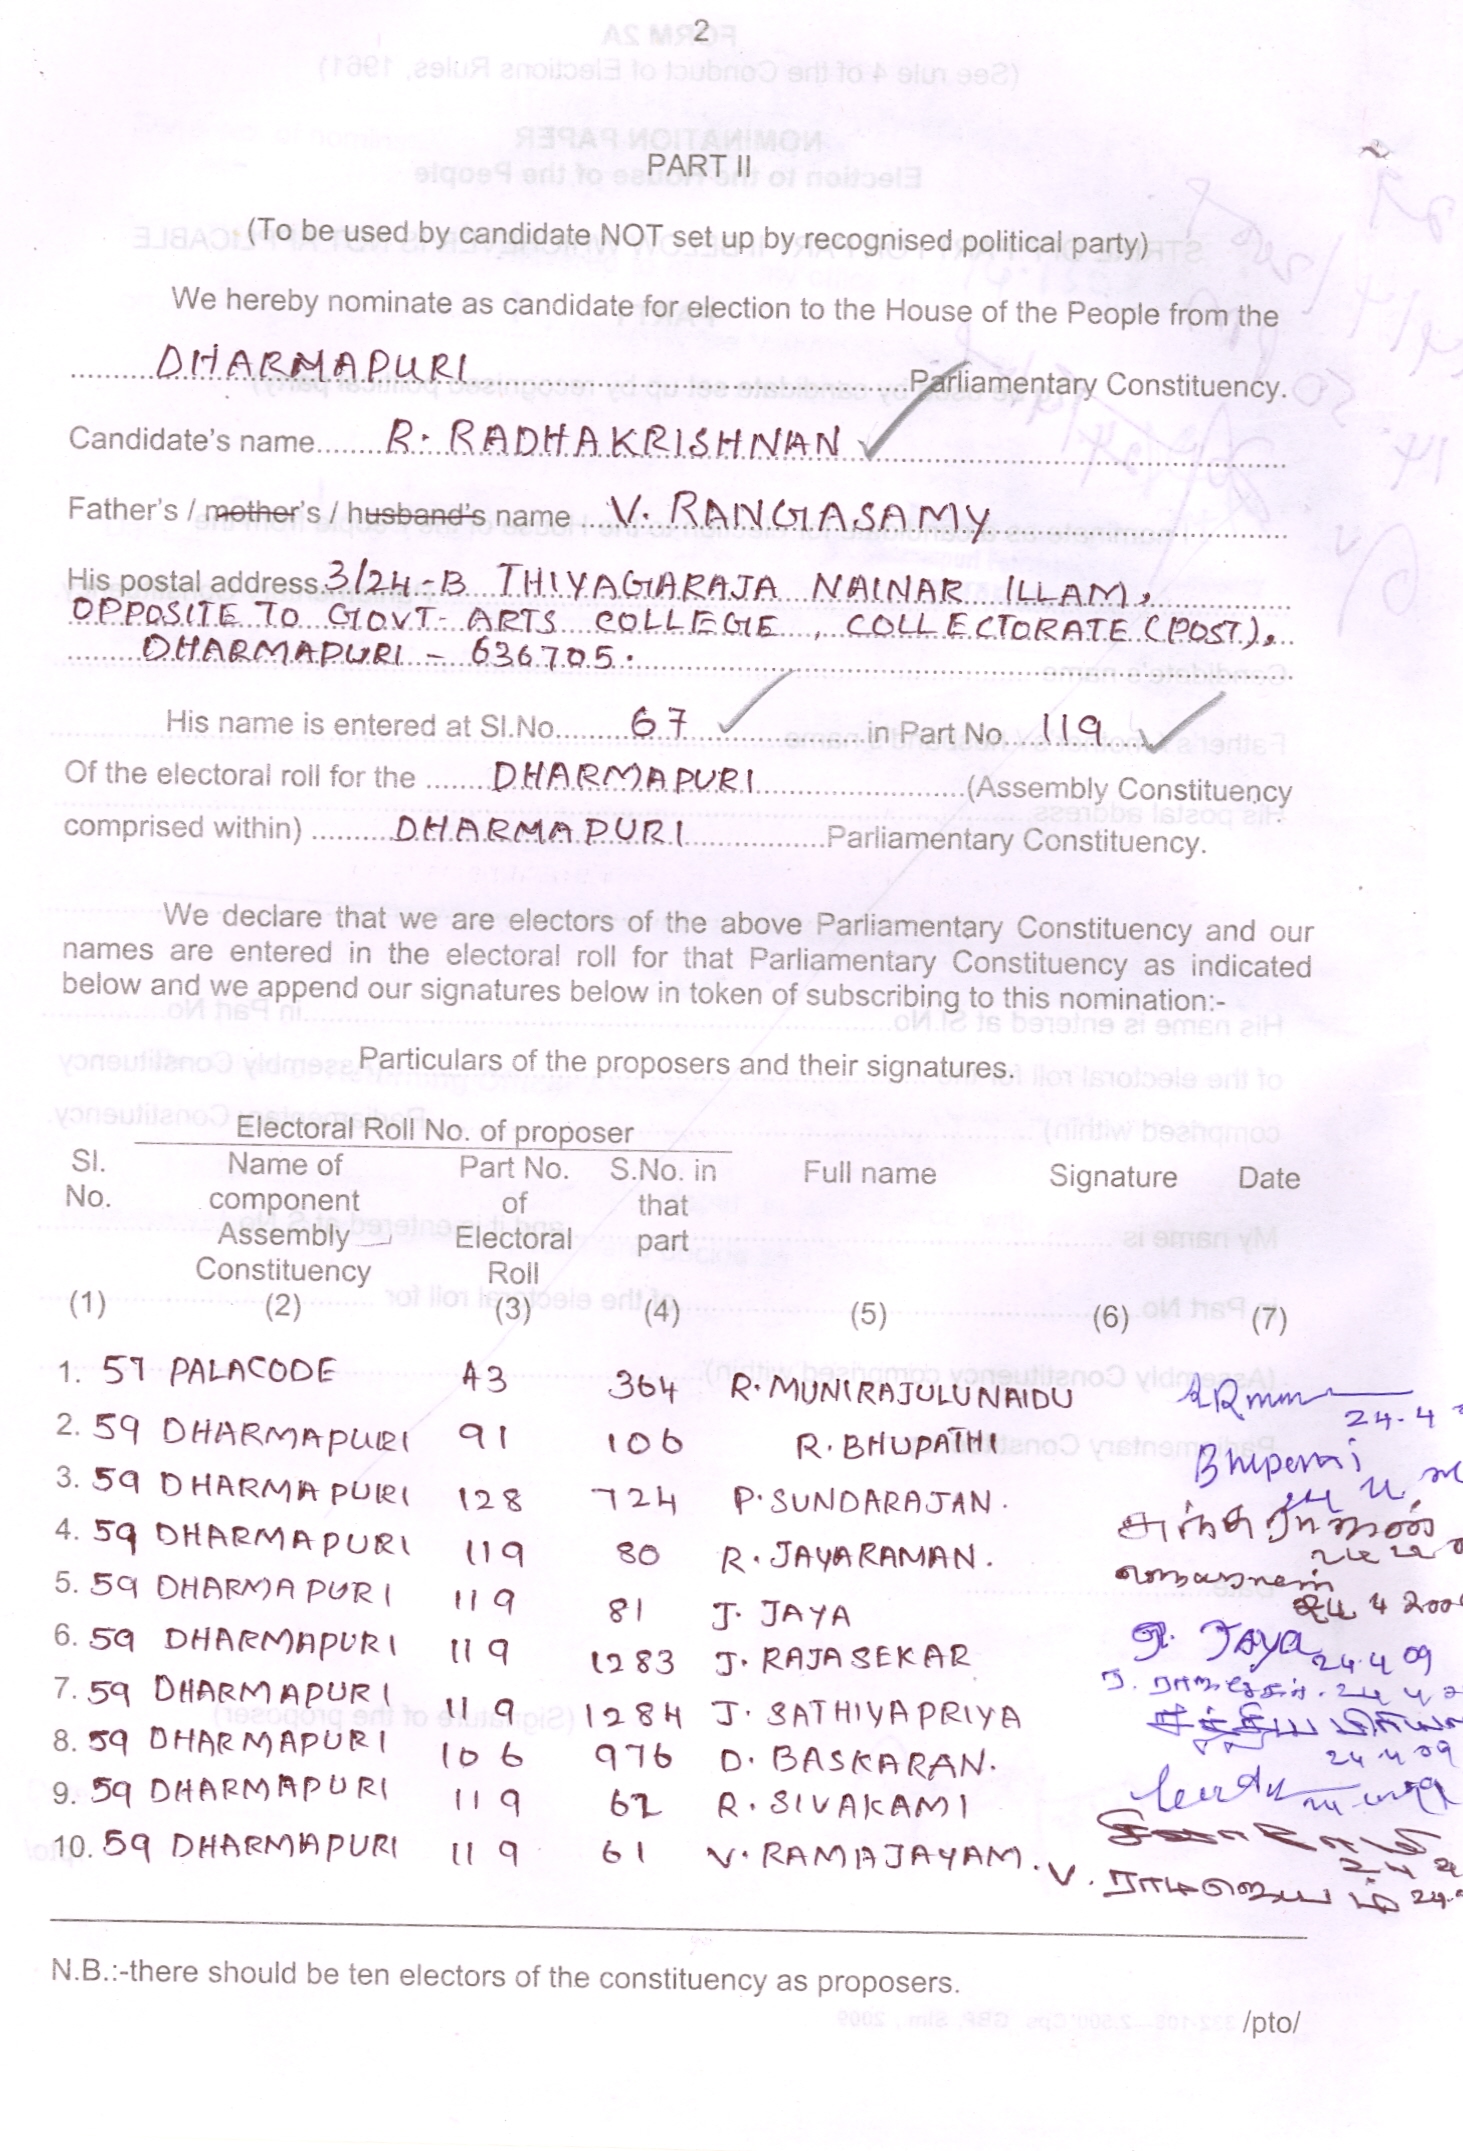 2
PART II
(To be used by candidate NOT set up by recognised political party)
We hereby nominate as candidate for election to the House of the People from the
DHARMAPURI Parliamentary Constituency.
Candidate's name R. RADHAKRISHNAN
Father's / mother's / husband's name V. RANGASAMY
His postal address 3/24-B THIYAGARAJA NAINAR ILLAM,
OPPOSITE TO GOVT. ARTS COLLEGE, COLLECTORATE (POST),
DHARMAPURI - 636705.
His name is entered at Sl.No. 67 in Part No. 119
Of the electoral roll for the DHARMAPURI (Assembly Constituency
comprised within) DHARMAPURI Parliamentary Constituency.
We declare that we are electors of the above Parliamentary Constituency and our
names are entered in the electoral roll for that Parliamentary Constituency as indicated
below and we append our signatures below in token of subscribing to this nomination:-
Particulars of the proposers and their signatures.
Electoral Roll No. of proposer
Sl. Name of Part No. S.No. in Full name Signature Date
No. component of that
Assembly Electoral part
Constituency Roll
(1) (2) (3) (4) (5) (6) (7)
1. 57 PALACODE 43 364 R. MUNIRAJULUNAIDU 24-4
2. 59 DHARMAPURI 91 106 R. BHUPATHI
3. 59 DHARMAPURI 128 724 P. SUNDARAJAN.
4. 59 DHARMAPURI 119 80 R. JAYARAMAN.
5. 59 DHARMAPURI 119 81 J. JAYA
6. 59 DHARMAPURI 119 1283 J. RAJASEKAR 24.4.09
7. 59 DHARMAPURI 119 1284 J. SATHIYAPRIYA
8. 59 DHARMAPURI 106 976 D. BASKARAN. 24.4.09
9. 59 DHARMAPURI 119 62 R. SIVAKAMI
10. 59 DHARMAPURI 119 61 V. RAMAJAYAM. V.
N.B.:-there should be ten electors of the constituency as proposers.
/pto/